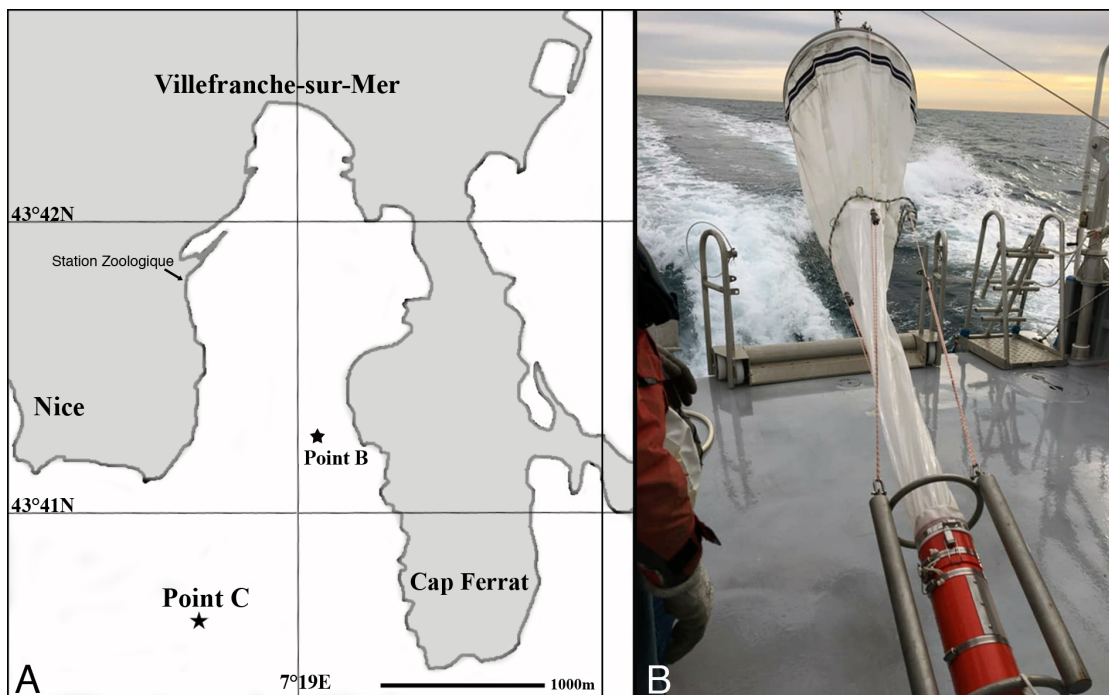 Villefranche-sur-Mer
43°42N
Station Zoologique
Nice
Point B
43°41N
Cap Ferrat
Point C
7°19E
1000m
A
B